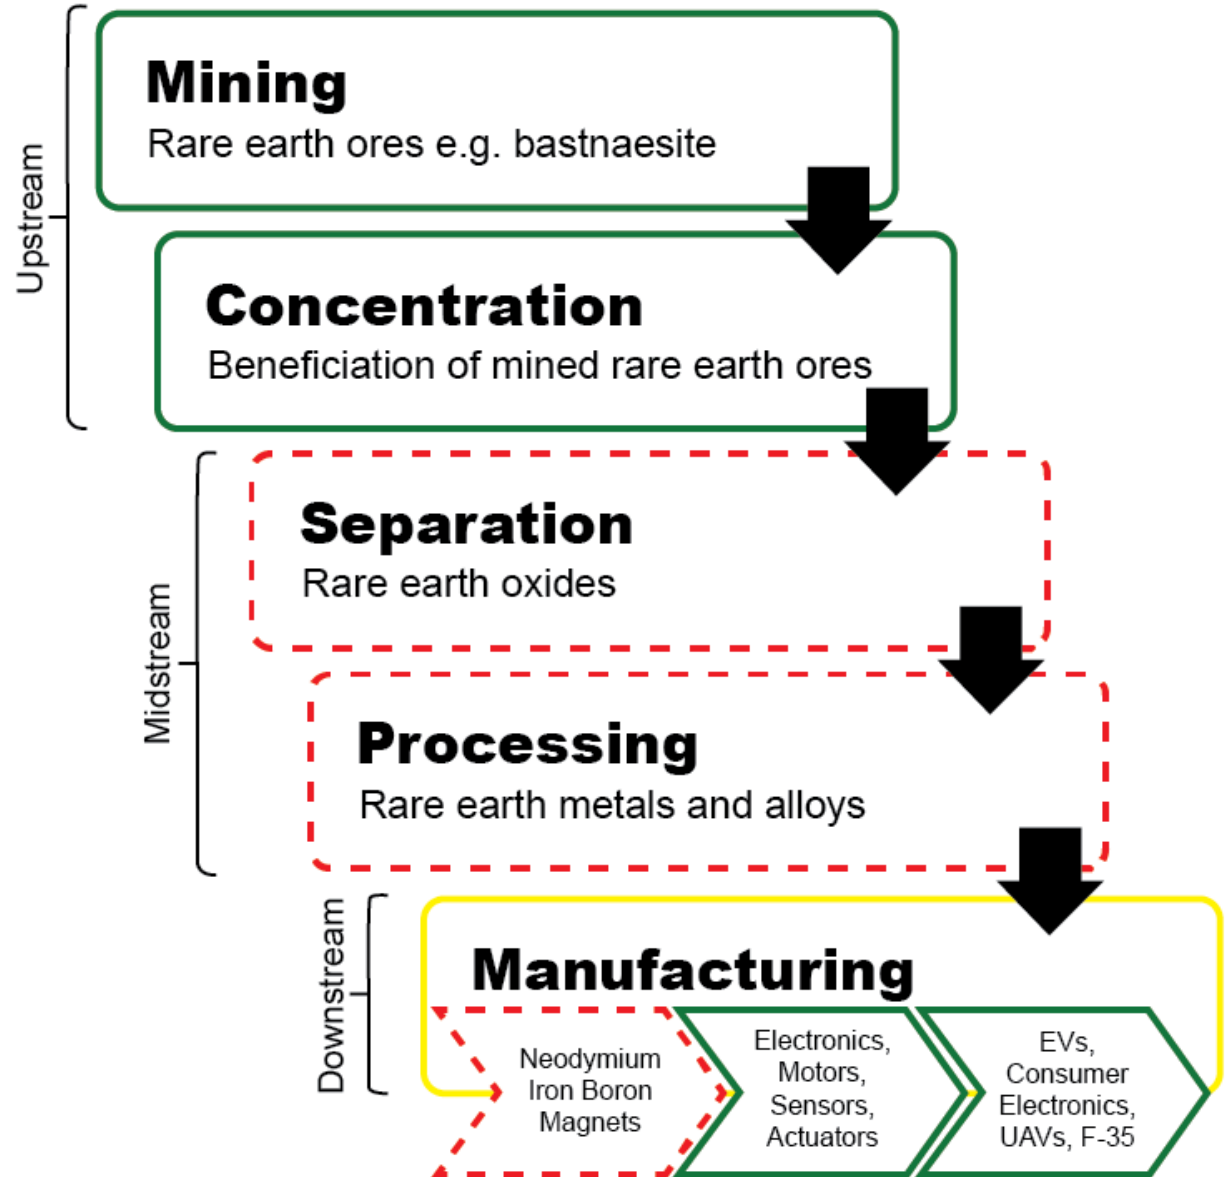 Upstream
Mining
Rare earth ores e.g. bastnaesite
Concentration
Beneficiation of mined rare earth ores
Midstream
Separation
Rare earth oxides
Processing
Rare earth metals and alloys
Downstream
Manufacturing
Neodymium
Iron Boron
Magnets
Electronics,
Motors,
Sensors,
Actuators
EVs,
Consumer
Electronics,
UAVs, F-35